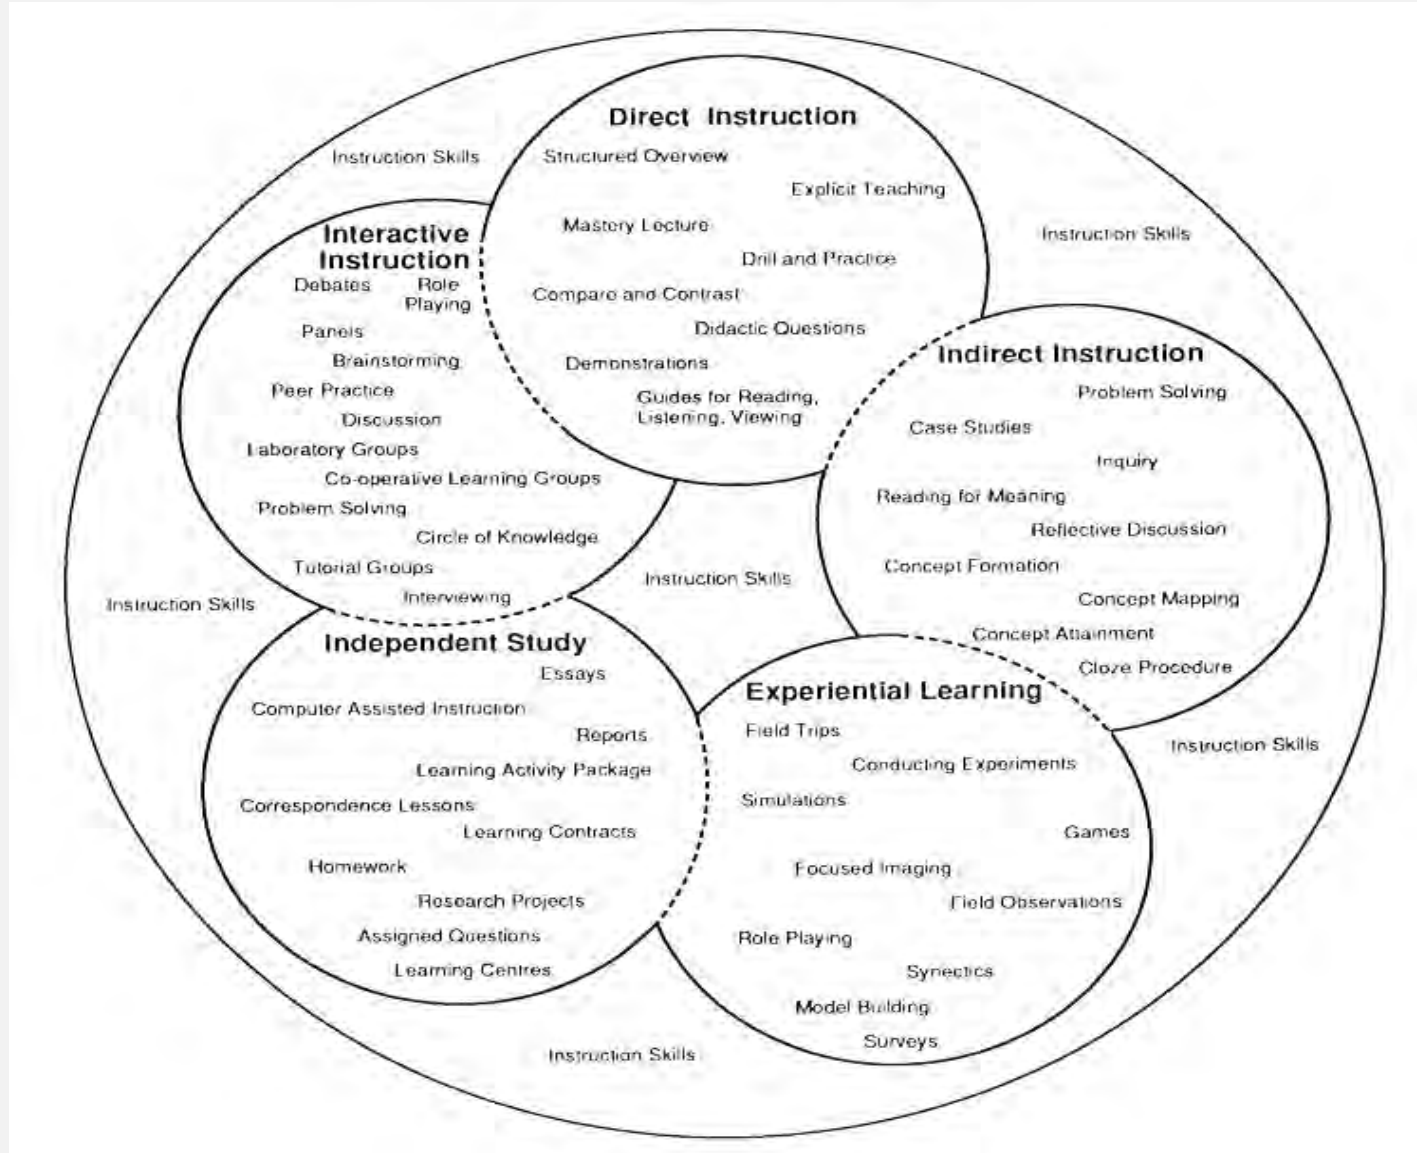 Direct Instruction
Structured Overview
Explicit Teaching
Mastery Lecture
Drill and Practice
Compare and Contrast
Didactic Questions
Demonstrations
Guides for Reading,
Listening, Viewing
Instruction Skills
Interactive
Instruction
Debates
Role
Playing
Panels
Brainstorming
Peer Practice
Discussion
Laboratory Groups
Co-operative Learning Groups
Problem Solving
Circle of Knowledge
Tutorial Groups
Interviewing
Instruction Skills
Indirect Instruction
Problem Solving
Case Studies
Inquiry
Reading for Meaning
Reflective Discussion
Concept Formation
Concept Mapping
Concept Attainment
Cloze Procedure
Instruction Skills
Instruction Skills
Independent Study
Essays
Computer Assisted Instruction
Reports
Learning Activity Package
Correspondence Lessons
Learning Contracts
Homework
Research Projects
Assigned Questions
Learning Centres
Experiential Learning
Field Trips
Conducting Experiments
Simulations
Games
Focused Imaging
Field Observations
Role Playing
Synectics
Model Building
Surveys
Instruction Skills
Instruction Skills